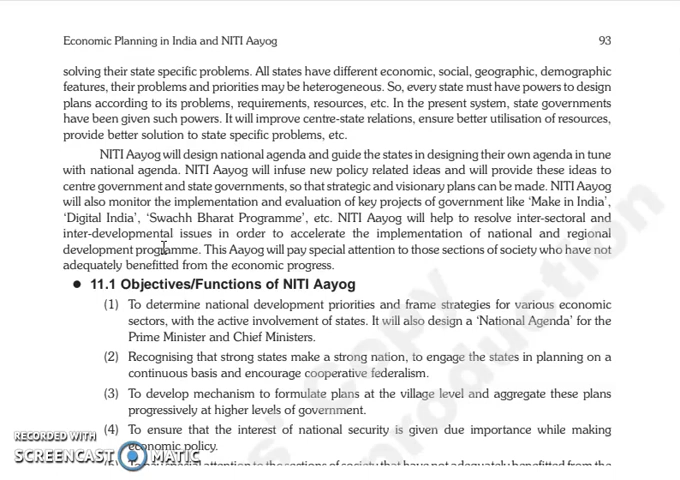 Economic Planning in India and NITI Aayog 93
solving their state specific problems. All states have different economic, social, geographic, demographic
features, their problems and priorities may be heterogeneous. So, every state must have powers to design
plans according to its problems, requirements, resources, etc. In the present system, state governments
have been given such powers. It will improve centre-state relations, ensure better utilisation of resources,
provide better solution to state specific problems, etc.
NITI Aayog will design national agenda and guide the states in designing their own agenda in tune
with national agenda. NITI Aayog will infuse new policy related ideas and will provide these ideas to
centre government and state governments, so that strategic and visionary plans can be made. NITI Aayog
will also monitor the implementation and evaluation of key projects of government like ‘Make in India’,
‘Digital India’, ‘Swachh Bharat Programme’, etc. NITI Aayog will help to resolve inter-sectoral and
inter-developmental issues in order to accelerate the implementation of national and regional
development programme. This Aayog will pay special attention to those sections of society who have not
adequately benefitted from the economic progress.
● 11.1 Objectives/Functions of NITI Aayog
(1) To determine national development priorities and frame strategies for various economic
sectors, with the active involvement of states. It will also design a ‘National Agenda’ for the
Prime Minister and Chief Ministers.
(2) Recognising that strong states make a strong nation, to engage the states in planning on a
continuous basis and encourage cooperative federalism.
(3) To develop mechanism to formulate plans at the village level and aggregate these plans
progressively at higher levels of government.
(4) To ensure that the interest of national security is given due importance while making
economic policy.
attention to the sections of society that have not adequately benefitted from the
RECORDED WITH
SCREENCAST MATIC
copy
production